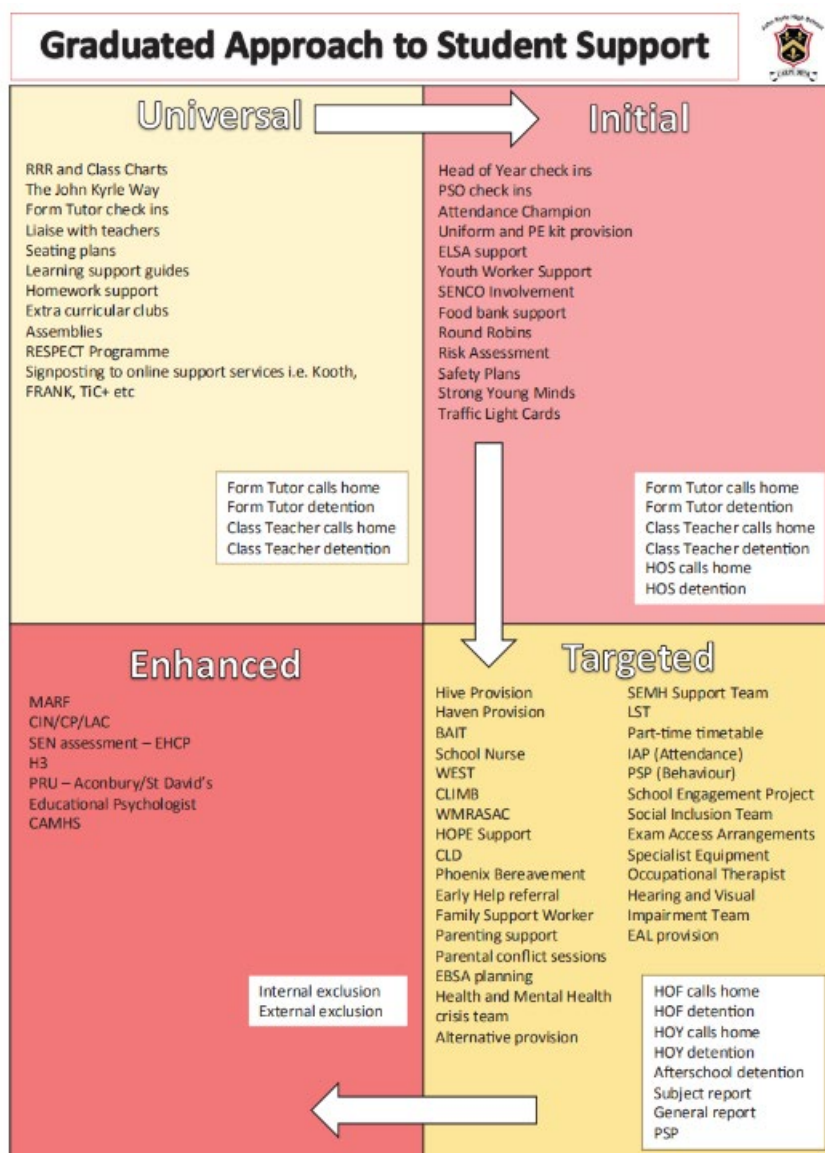 Graduated Approach to Student Support
John Kyrle High School
Universal
RRR and Class Charts
The John Kyrle Way
Form Tutor check ins
Liaise with teachers
Seating plans
Learning support guides
Homework support
Extra curricular clubs
Assemblies
RESPECT Programme
Signposting to online support services i.e. Kooth,
FRANK, TiC+ etc
Form Tutor calls home
Form Tutor detention
Class Teacher calls home
Class Teacher detention
Initial
Head of Year check ins
PSO check ins
Attendance Champion
Uniform and PE kit provision
ELSA support
Youth Worker Support
SENCO Involvement
Food bank support
Round Robins
Risk Assessment
Safety Plans
Strong Young Minds
Traffic Light Cards
Form Tutor calls home
Form Tutor detention
Class Teacher calls home
Class Teacher detention
HOS calls home
HOS detention
Targeted
Hive Provision
Haven Provision
BAIT
School Nurse
WEST
CLIMB
WMRASAC
HOPE Support
CLD
Phoenix Bereavement
Early Help referral
Family Support Worker
Parenting support
Parental conflict sessions
EBSA planning
Health and Mental Health
crisis team
Alternative provision
SEMH Support Team
LST
Part-time timetable
IAP (Attendance)
PSP (Behaviour)
School Engagement Project
Social Inclusion Team
Exam Access Arrangements
Specialist Equipment
Occupational Therapist
Hearing and Visual
Impairment Team
EAL provision
HOF calls home
HOF detention
HOY calls home
HOY detention
Afterschool detention
Subject report
General report
PSP
Enhanced
MARF
CIN/CP/LAC
SEN assessment – EHCP
H3
PRU – Aconbury/St David's
Educational Psychologist
CAMHS
Internal exclusion
External exclusion